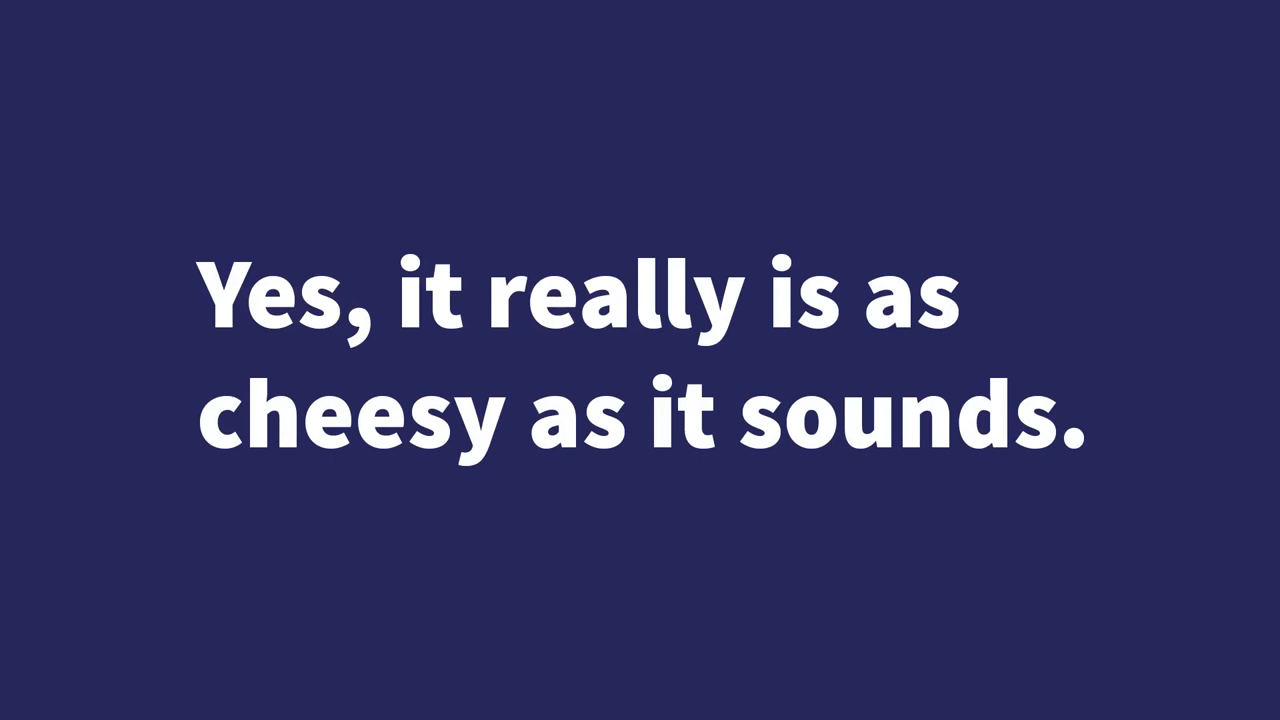 Yes, it really is as
cheesy as it sounds.